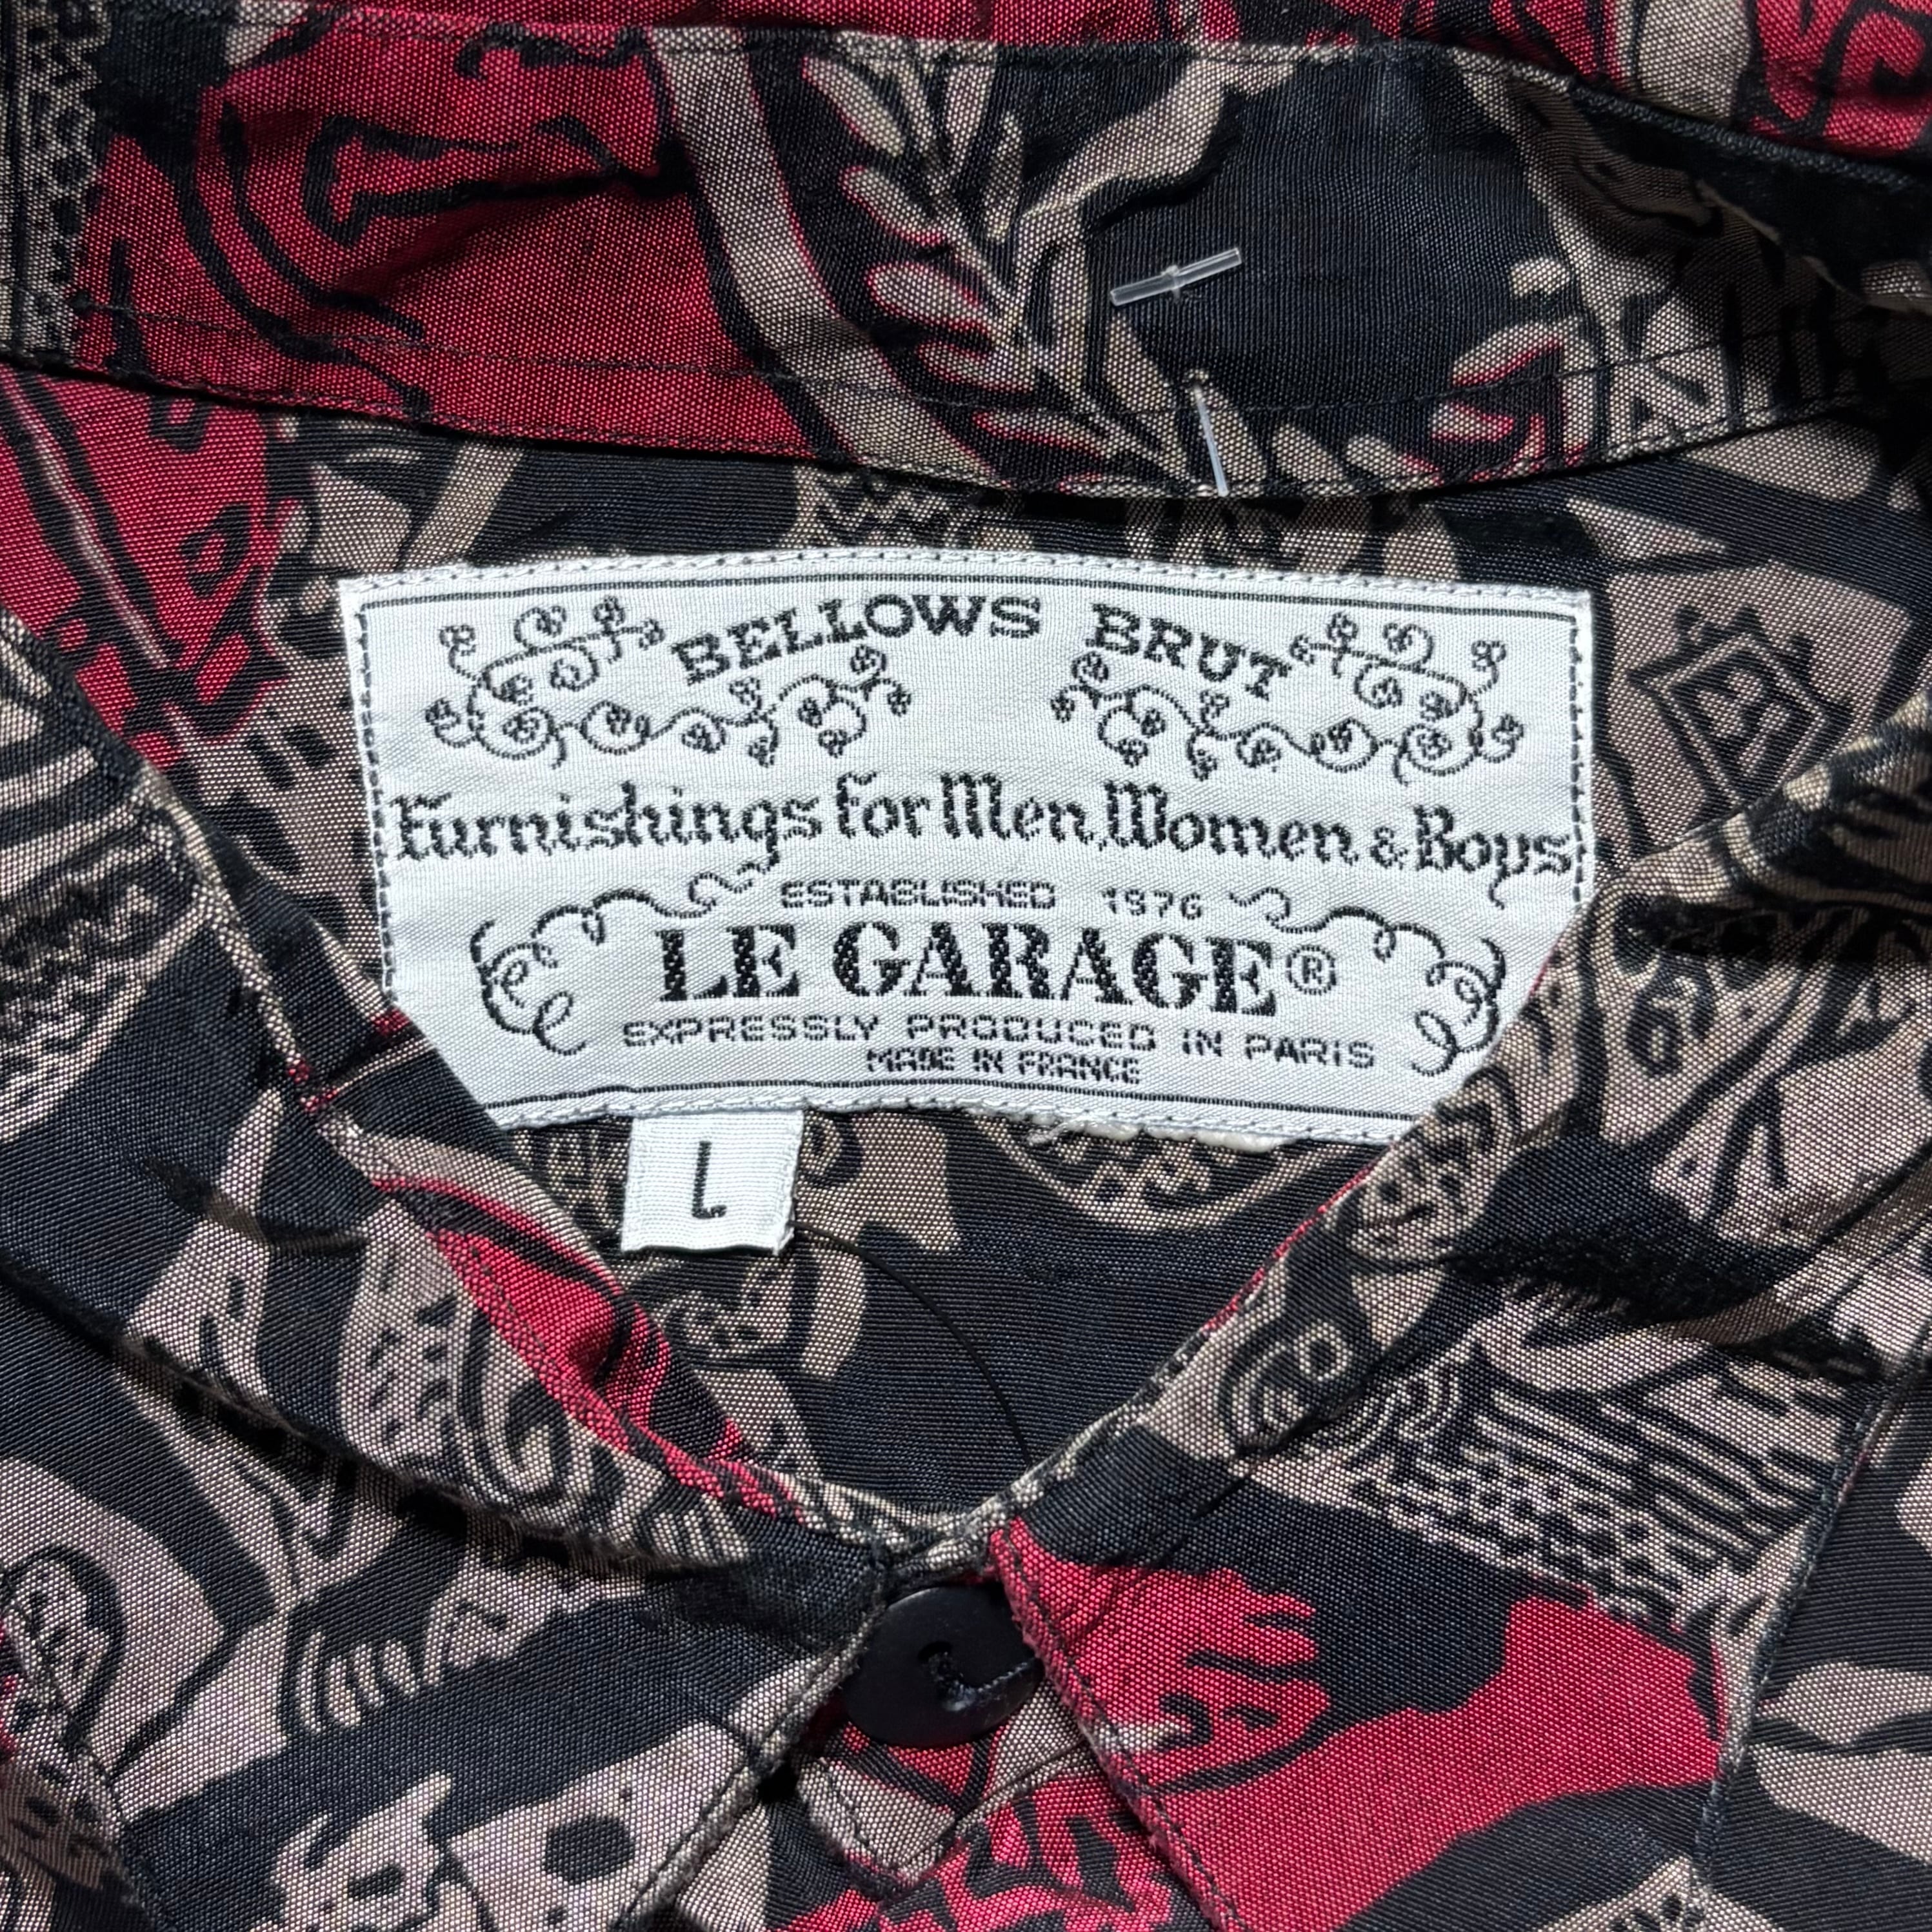 BELLOWS BRUT
Furnishings For Men, Women & Boys
ESTABLISHED 1976
LE GARAGE®
EXPRESSLY PRODUCED IN PARIS
MADE IN FRANCE
L